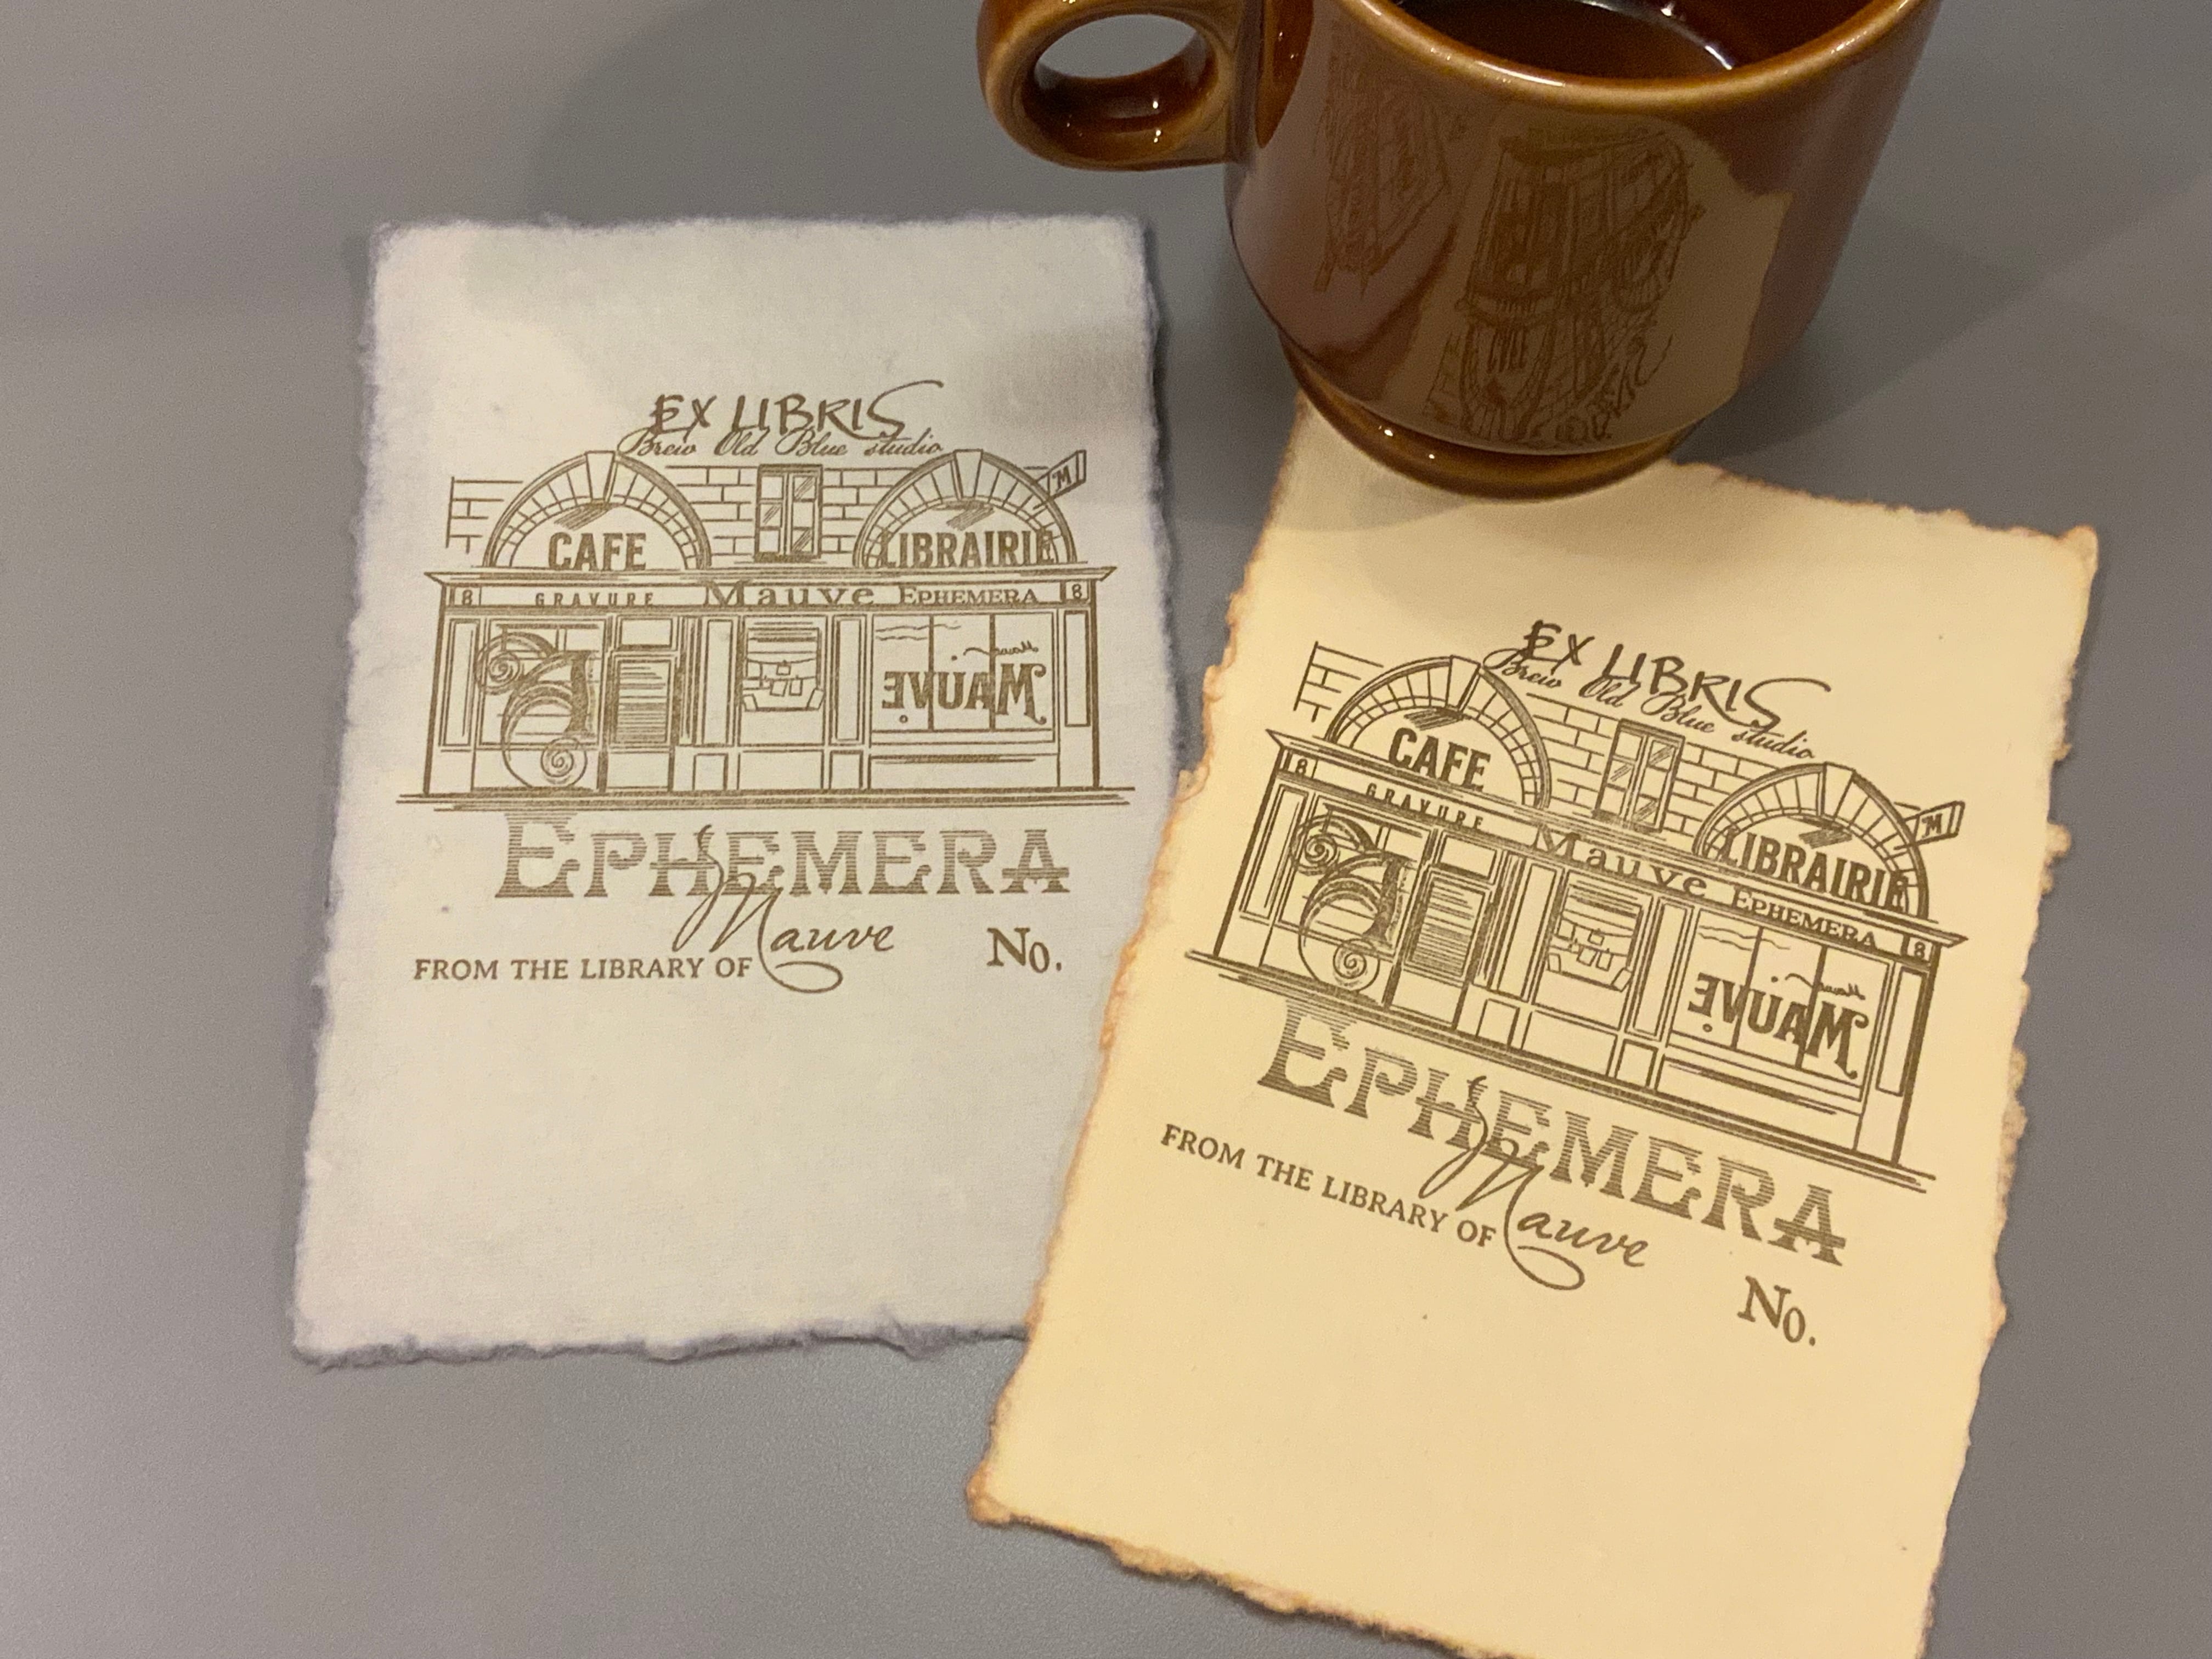 EX LIBRIS
Brew Old Blue studio
M
CAFE LIBRAIRIE
8 GRAVURE Mauve EPHEMERA 8
Mauve
MAUVE
EPHEMERA
Mauve
FROM THE LIBRARY OF
No.
EX LIBRIS
Brew Old Blue studio
CAFE
M
LIBRAIRIE
8 GRAVURE Mauve EPHEMERA 8
Mauve
MAUVE
EPHEMERA
FROM THE LIBRARY OF Mauve
No.